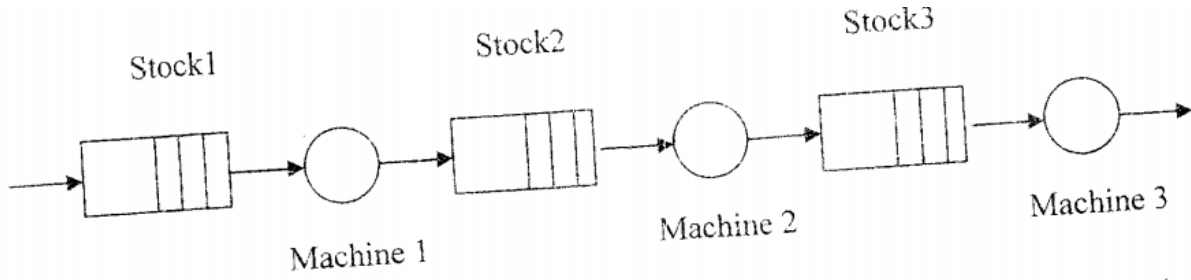 Stock1
Stock2
Stock3
Machine 1
Machine 2
Machine 3